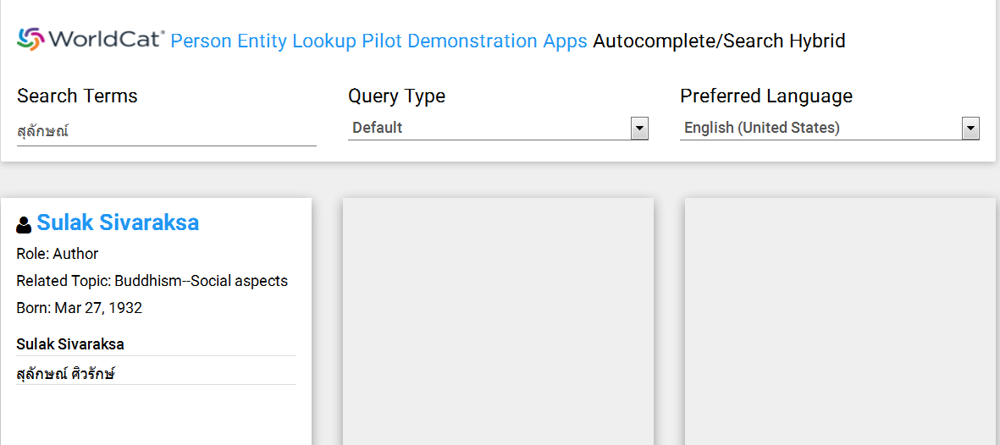 WorldCat® Person Entity Lookup Pilot Demonstration Apps Autocomplete/Search Hybrid
Search Terms
Query Type
Preferred Language
สุลักษณ์
Default
English (United States)
Sulak Sivaraksa
Role: Author
Related Topic: Buddhism--Social aspects
Born: Mar 27, 1932
Sulak Sivaraksa
สุลักษณ์ ศิวรักษ์